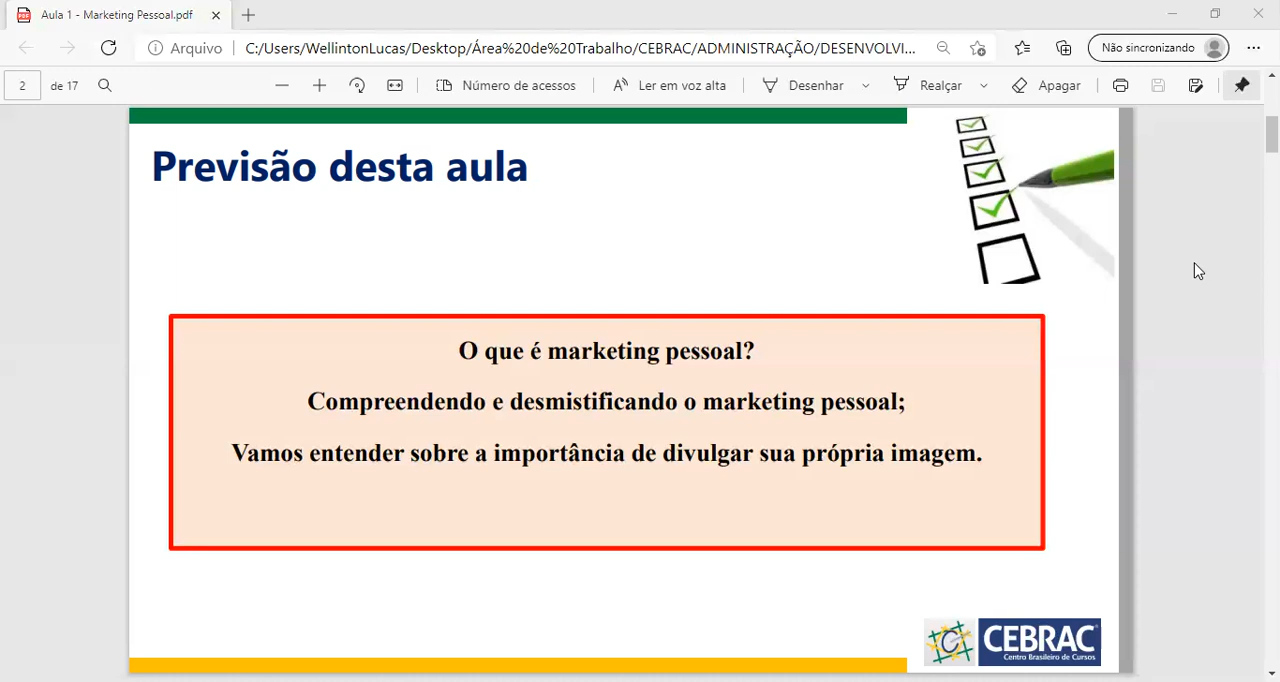 Aula 1 - Marketing Pessoal.pdf
Arquivo
C:/Users/WellintonLucas/Desktop/Área%20de%20Trabalho/CEBRAC/ADMINISTRAÇÃO/DESENVOLVI...
Não sincronizando
2 de 17
Número de acessos
Ler em voz alta
Desenhar
Realçar
Apagar
Previsão desta aula
O que é marketing pessoal?
Compreendendo e desmistificando o marketing pessoal;
Vamos entender sobre a importância de divulgar sua própria imagem.
C
CEBRAC
Centro Brasileiro de Cursos